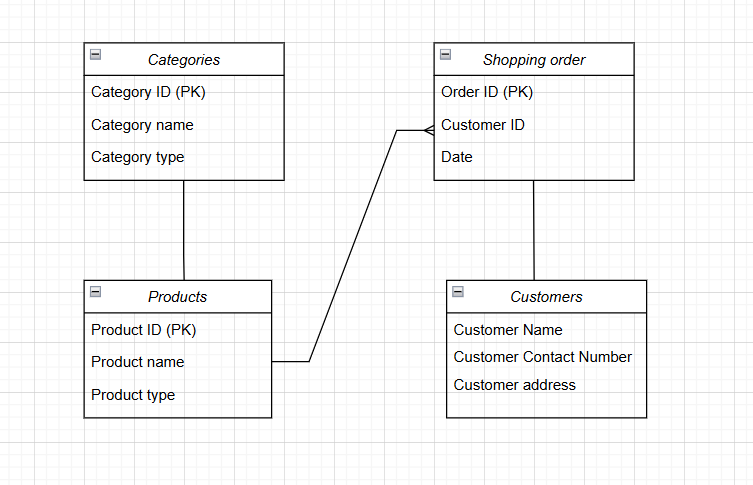 Categories
Category ID (PK)
Category name
Category type
Shopping order
Order ID (PK)
Customer ID
Date
Products
Product ID (PK)
Product name
Product type
Customers
Customer Name
Customer Contact Number
Customer address